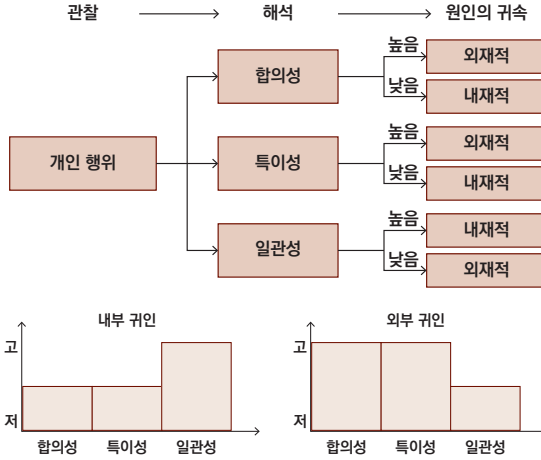 관찰 해석 원인의 귀속
높음 외재적
합의성
낮음 내재적
높음 외재적
개인 행위 특이성
낮음 내재적
높음 내재적
일관성
낮음 외재적
내부 귀인
고
저
합의성 특이성 일관성
외부 귀인
고
저
합의성 특이성 일관성